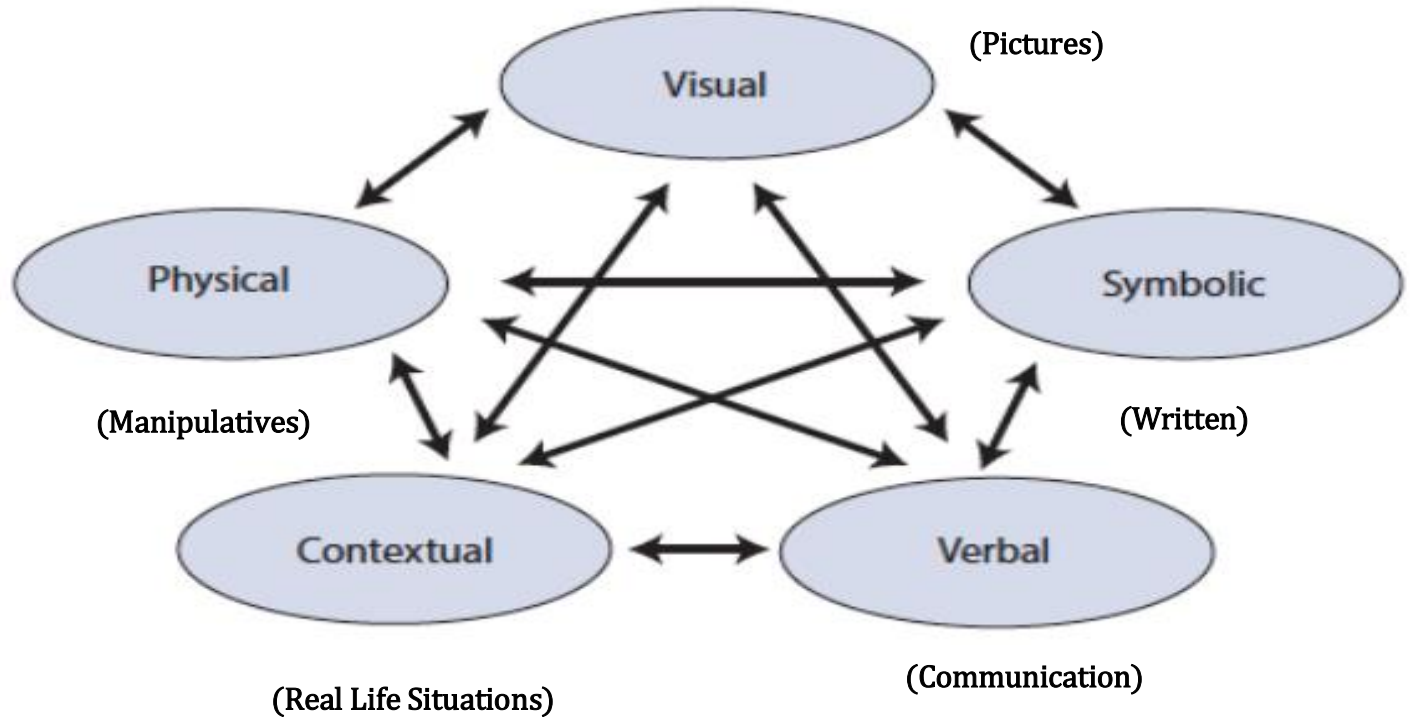 Visual
(Pictures)
Physical
(Manipulatives)
Symbolic
(Written)
Contextual
(Real Life Situations)
Verbal
(Communication)